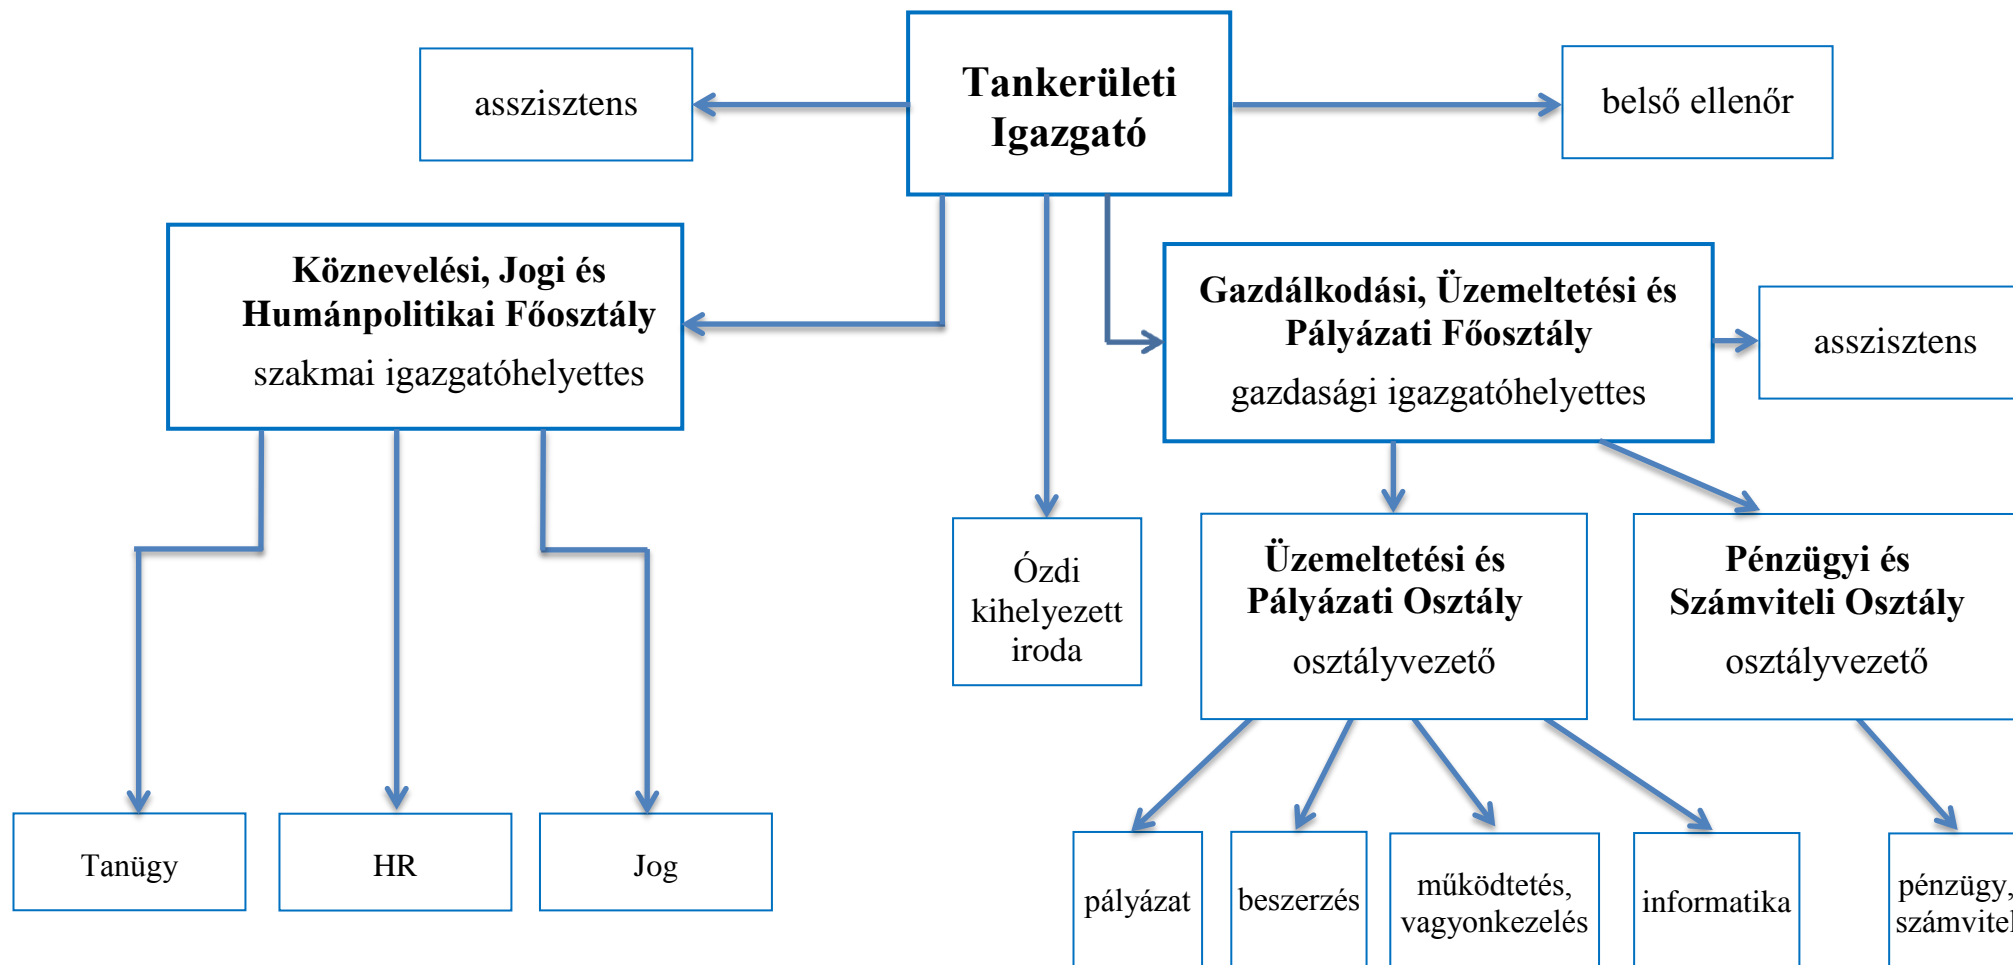 asszisztens
Tankerületi
Igazgató
belső ellenőr
Köznevelési, Jogi és
Humánpolitikai Főosztály
szakmai igazgatóhelyettes
Gazdálkodási, Üzemeltetési és
Pályázati Főosztály
gazdasági igazgatóhelyettes
asszisztens
Ózdi
kihelyezett
iroda
Üzemeltetési és
Pályázati Osztály
osztályvezető
Pénzügyi és
Számviteli Osztály
osztályvezető
Tanügy
HR
Jog
pályázat
beszerzés
működtetés,
vagyonkezelés
informatika
pénzügy,
számvitel